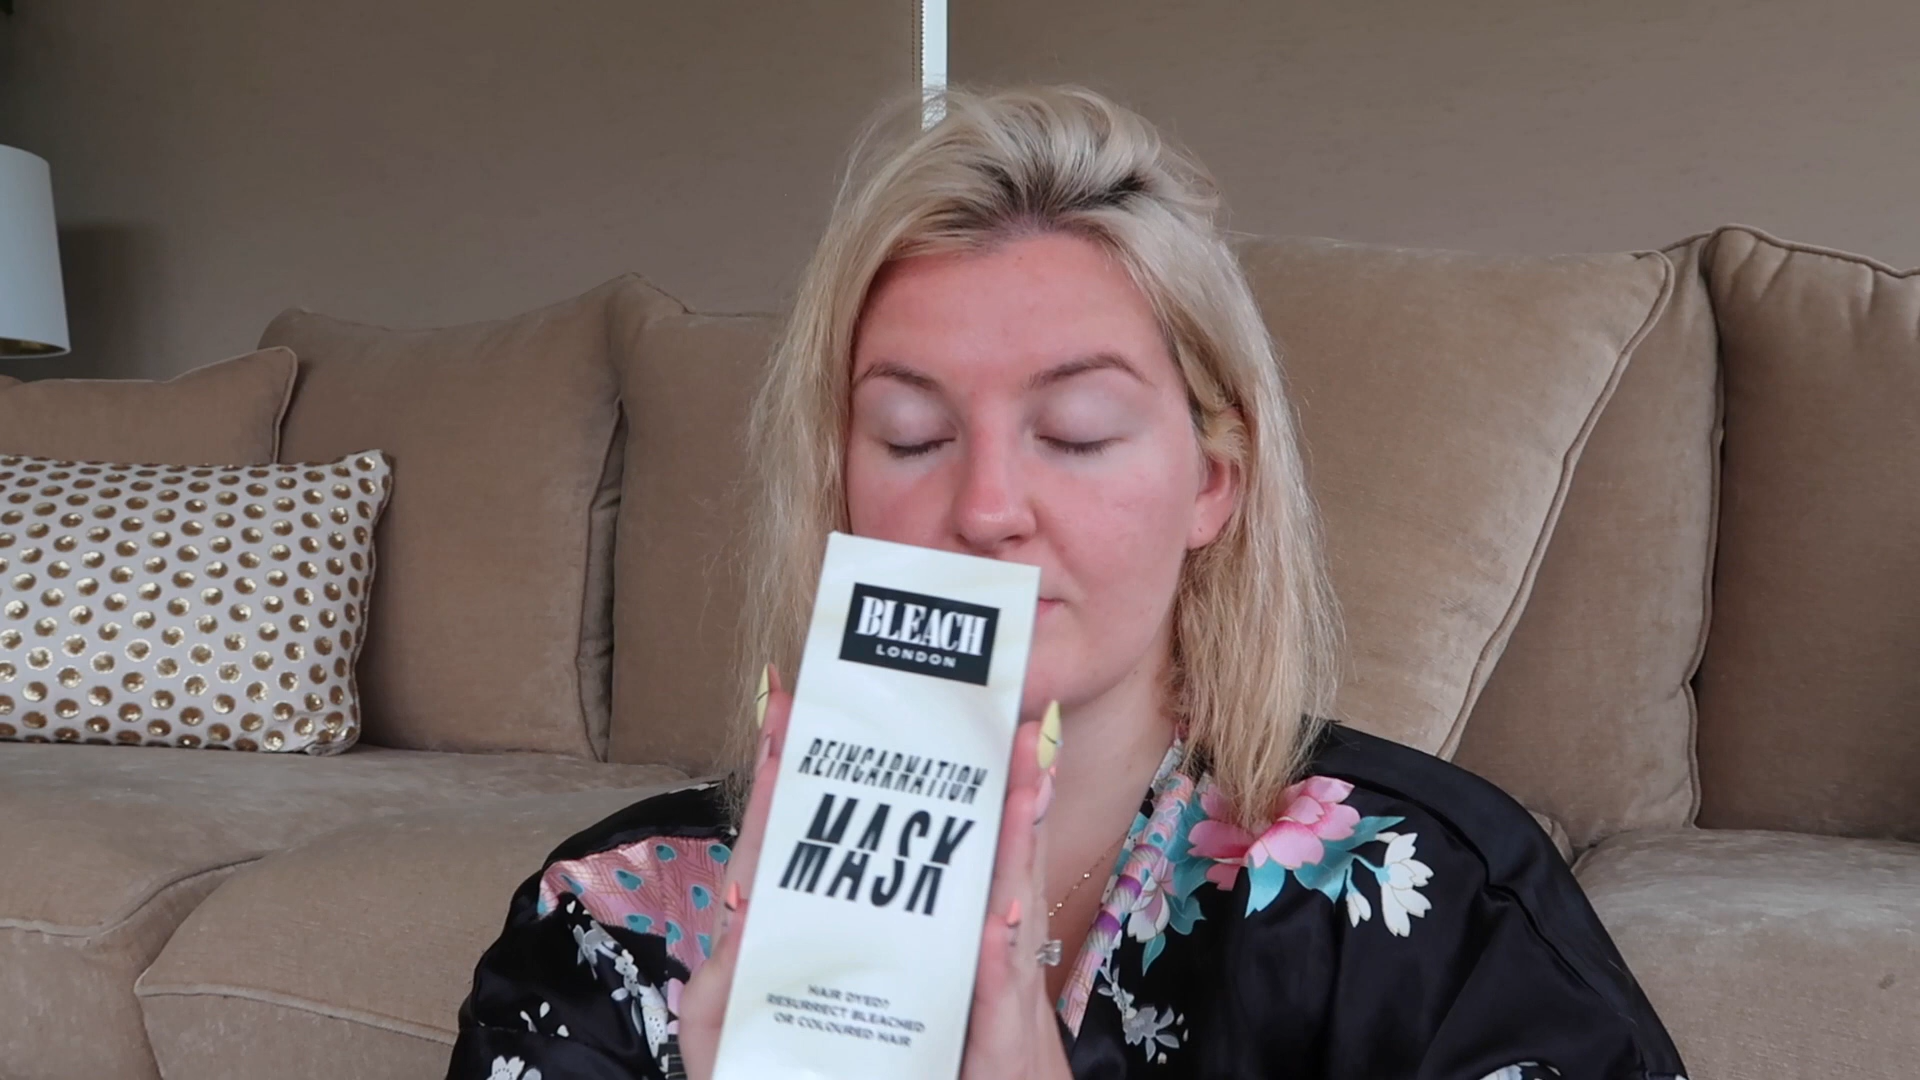 BLEACH
LONDON
REINCARNATION
MASK
HAIR DYED?
RESURRECT BLEACHED
OR COLOURED HAIR